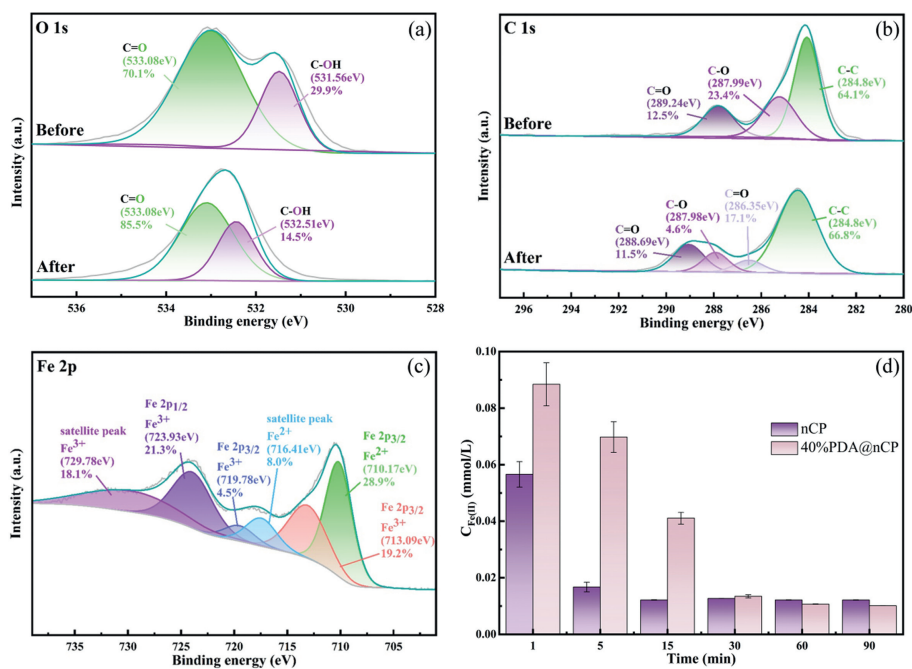 O 1s
(a)
C=O
(533.08eV)
70.1%
C-OH
(531.56eV)
29.9%
Before
C=O
(533.08eV)
85.5%
C-OH
(532.51eV)
14.5%
After
Intensity (a.u.)
536
534
532
530
528
Binding energy (eV)
C 1s
(b)
C=O
(289.24eV)
12.5%
C-O
(287.99eV)
23.4%
C-C
(284.8eV)
64.1%
Before
C=O
(288.69eV)
11.5%
C-O
(287.98eV)
4.6%
C=O
(286.35eV)
17.1%
C-C
(284.8eV)
66.8%
After
Intensity (a.u.)
296
294
292
290
288
286
284
282
280
Binding energy (eV)
Fe 2p
(c)
satellite peak
Fe3+
(729.78eV)
18.1%
Fe 2p1/2
Fe3+
(723.93eV)
21.3%
Fe 2p3/2
Fe3+
(719.78eV)
4.5%
satellite peak
Fe2+
(716.41eV)
8.0%
Fe 2p3/2
Fe2+
(710.17eV)
28.9%
Fe 2p3/2
Fe3+
(713.09eV)
19.2%
Intensity (a.u.)
735
730
725
720
715
710
705
Binding energy (eV)
(d)
nCP
40%PDA@nCP
CFe(II) (mmol/L)
0.10
0.08
0.06
0.04
0.02
0.00
1
5
15
30
60
90
Time (min)